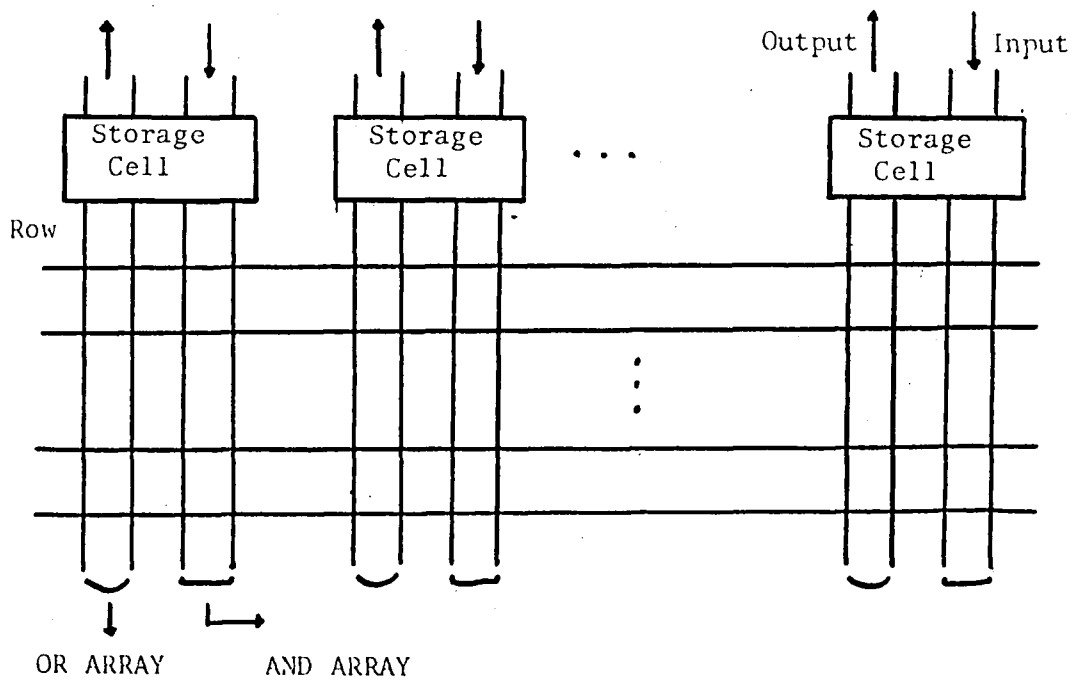 Output
Input
Storage
Cell
Storage
Cell
. . .
Storage
Cell
Row
OR ARRAY
AND ARRAY